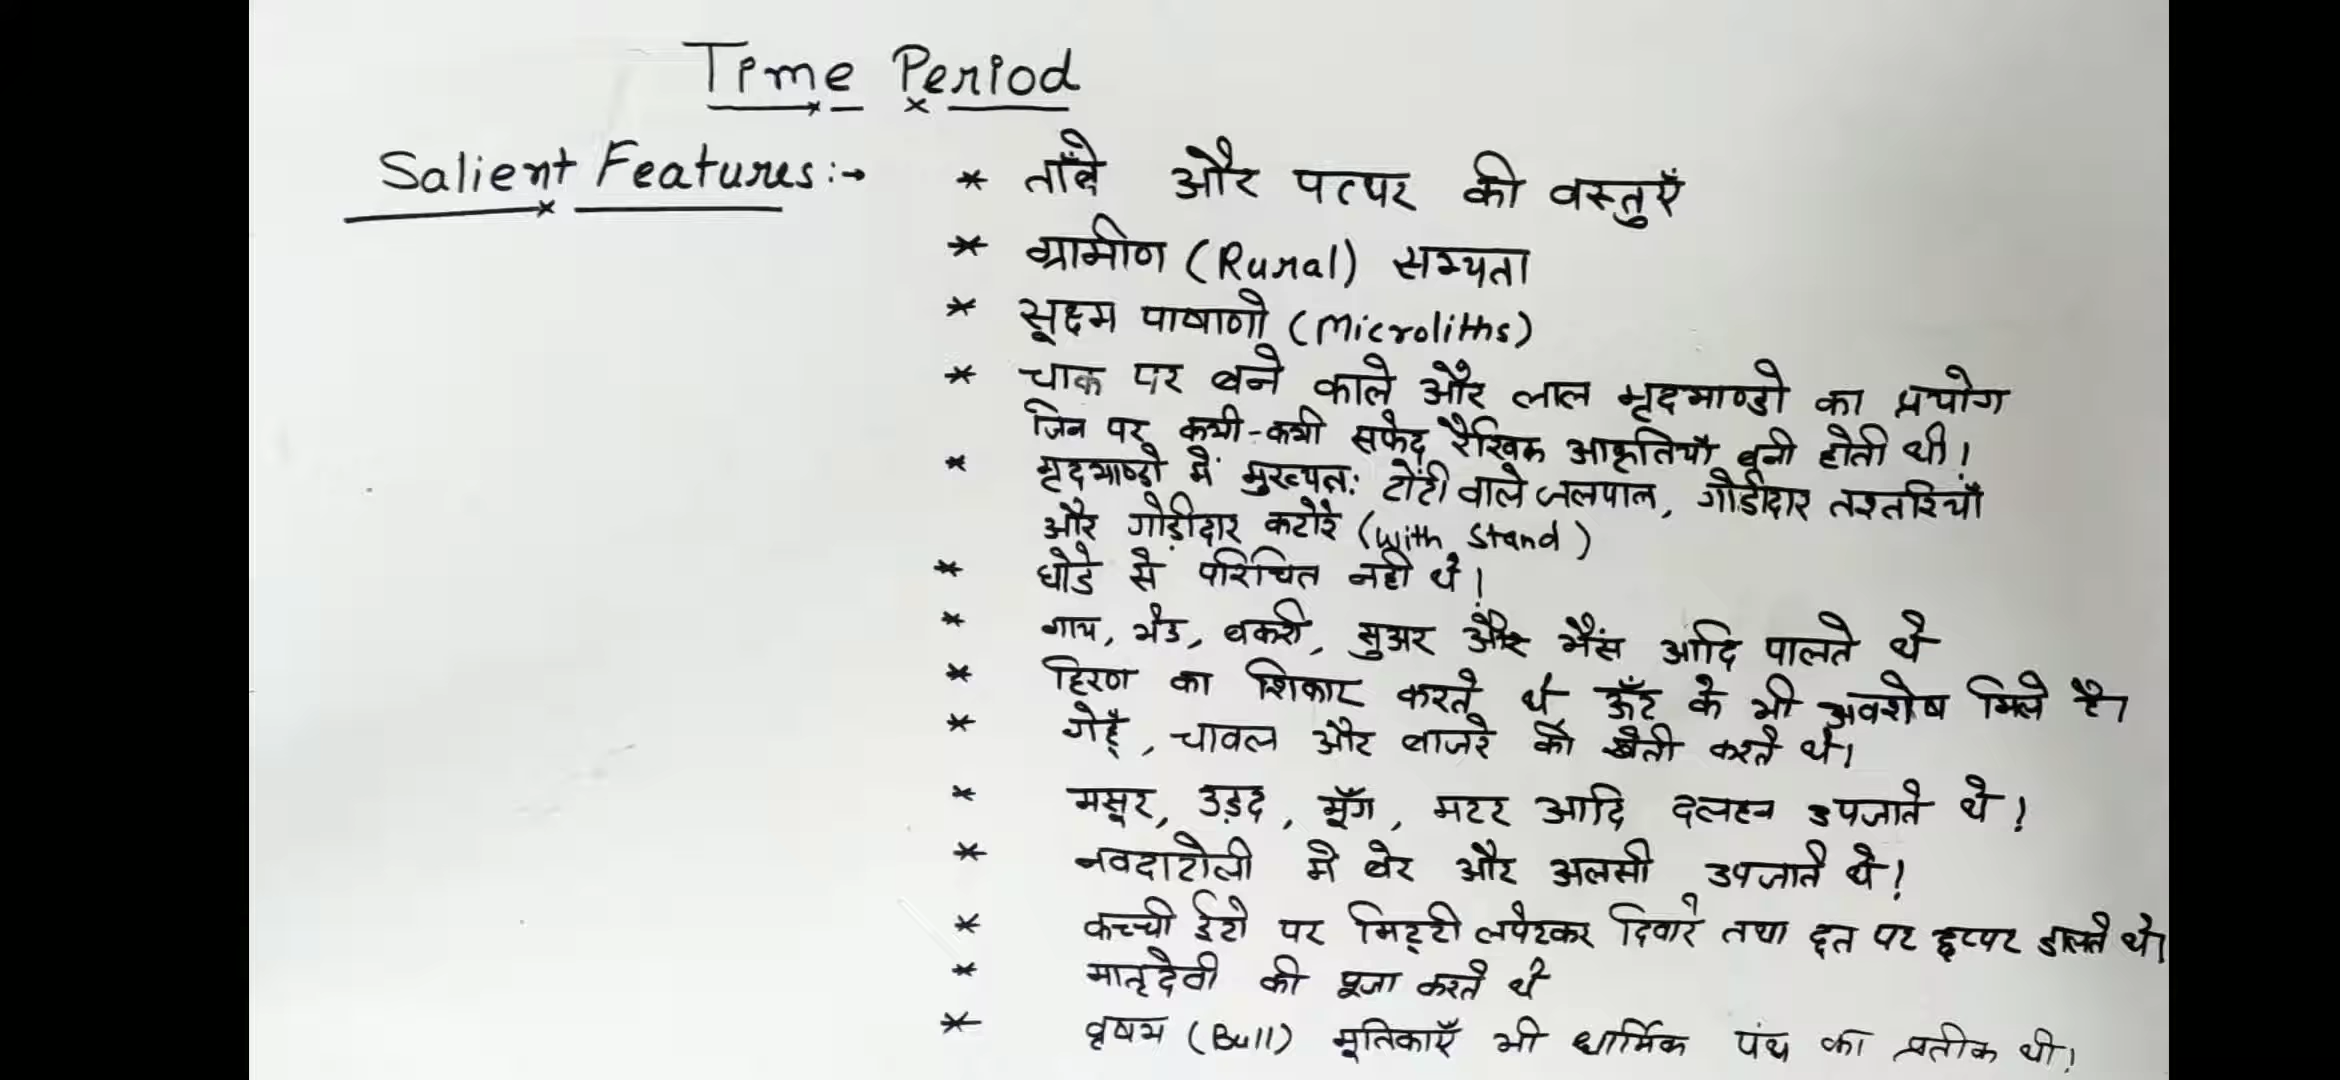 Time Period
Salient Features :→ * ताँबे और पत्पर की वस्तुएँ
* ग्रामीण (Rural) सभ्यता
* सूक्ष्म पाषाणो (Microliths)
* चाक पर बने काले और लाल मृदभाण्डो का प्रयोग
जिन पर कभी-कभी सफेद रैखिक आकृतियाँ बनी होती थी।
* मृदभाण्डो में मुख्यत: टोंटी वाले जलपात्र, गोडीदार तश्तरियाँ
और गोड़ीदार कटोरे (With Stand)
* घोडे से परिचित नही थे।
* गाय, भेड, बकरी, सुअर और भैंस आदि पालते थे
* हिरण का शिकार करते थे ऊँट के भी अवशेष मिले है।
* गेहूँ, चावल और बाजरे की खेती करते थे।
* मसूर, उड़द, मूँग, मटर आदि दलहन उपजाते थे।
* नवदाटोली मे बेर और अलसी उपजाते थे।
* कच्ची ईटो पर मिट्टी लपेटकर दिवारे तथा छत पर छप्पर डालते थे।
* मातृदेवी की पूजा करते थे
* वृषभ (Bull) मूतिकाएँ भी धार्मिक पंथ का प्रतीक थी।